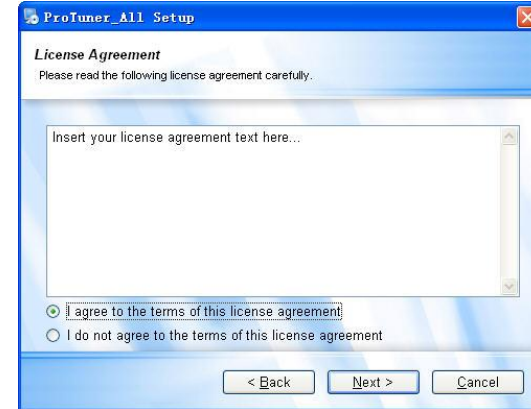 ProTuner_All Setup
License Agreement
Please read the following license agreement carefully.
Insert your license agreement text here...
I agree to the terms of this license agreement
I do not agree to the terms of this license agreement
< Back Next > Cancel